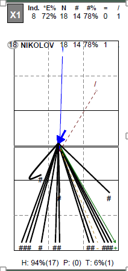 Ind. *E% N # #% = /
X1 8 72% 18 14 78% 0 1
18 NIKOLOV 18 14 78% 1
/
#
#
#
### # ## ####
H: 94%(17) P: (0) T: 6%(1)